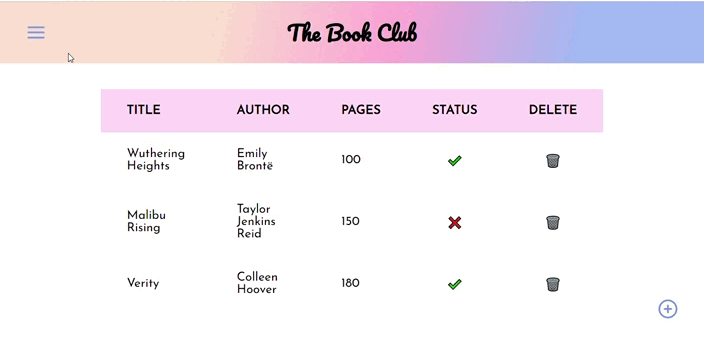 The Book Club
TITLE AUTHOR PAGES STATUS DELETE
Wuthering
Heights
Emily
Brontë
100
Malibu
Rising
Taylor
Jenkins
Reid
150
Verity
Colleen
Hoover
180